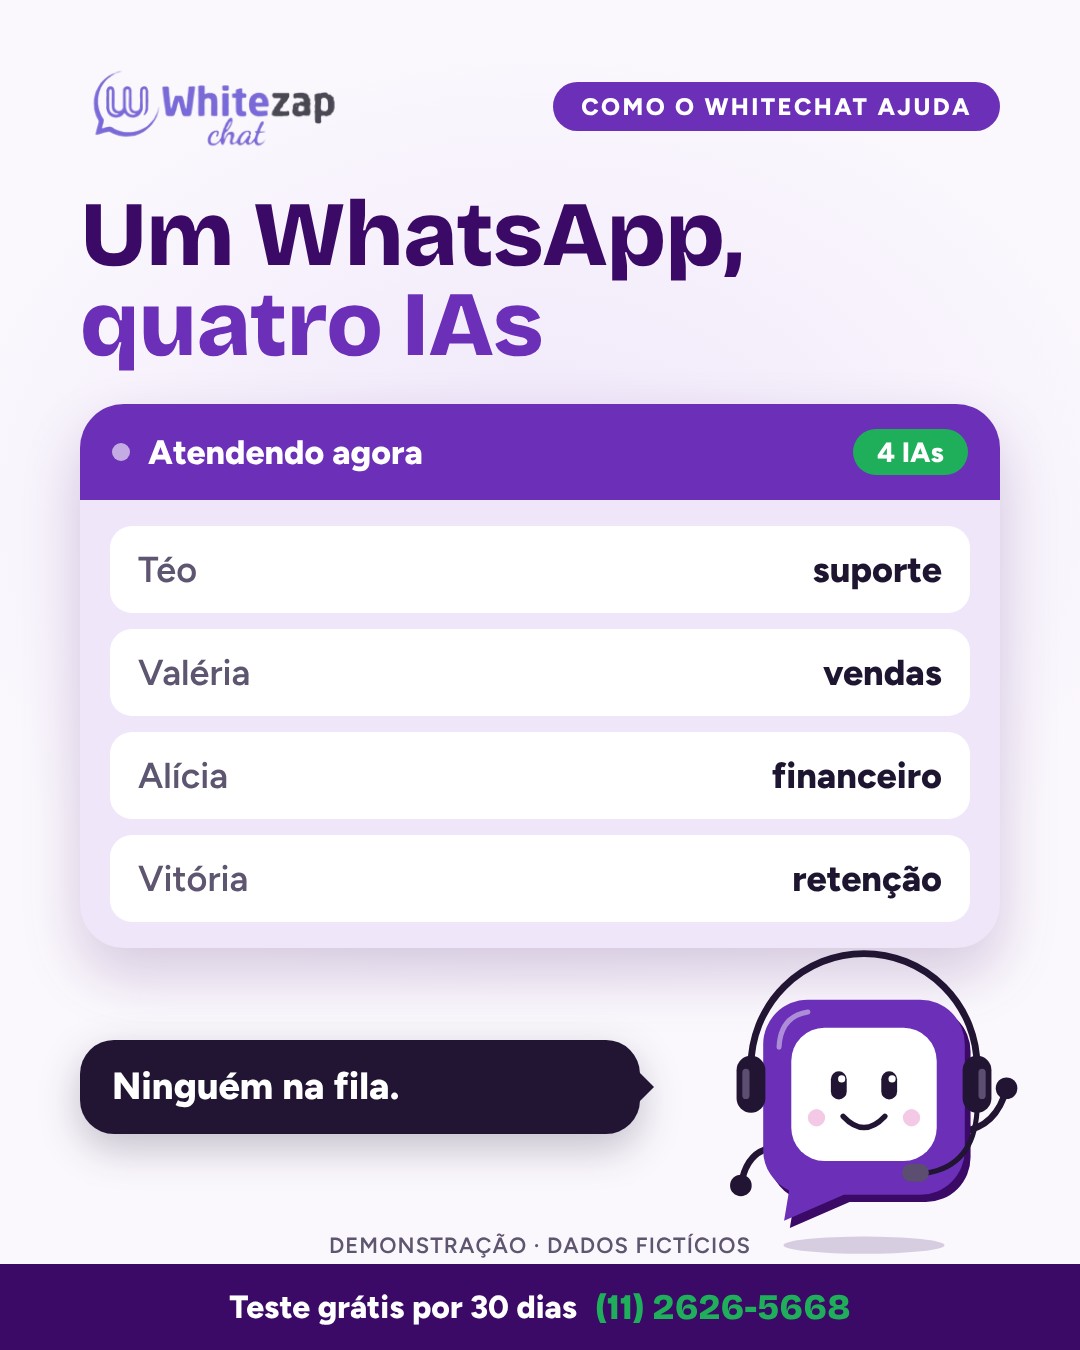 Whitezap
chat
COMO O WHITECHAT AJUDA
Um WhatsApp,
quatro IAs
Atendendo agora
4 IAs
Téo
suporte
Valéria
vendas
Alícia
financeiro
Vitória
retenção
Ninguém na fila.
DEMONSTRAÇÃO · DADOS FICTÍCIOS
Teste grátis por 30 dias (11) 2626-5668